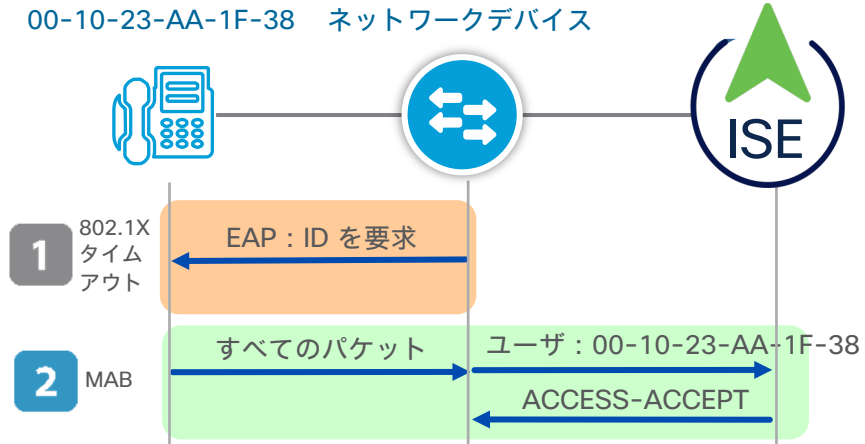 00-10-23-AA-1F-38 ネットワークデバイス
ISE
1
802.1X
タイム
アウト
EAP：ID を要求
2
MAB
すべてのパケット
ユーザ：00-10-23-AA-1F-38
ACCESS-ACCEPT